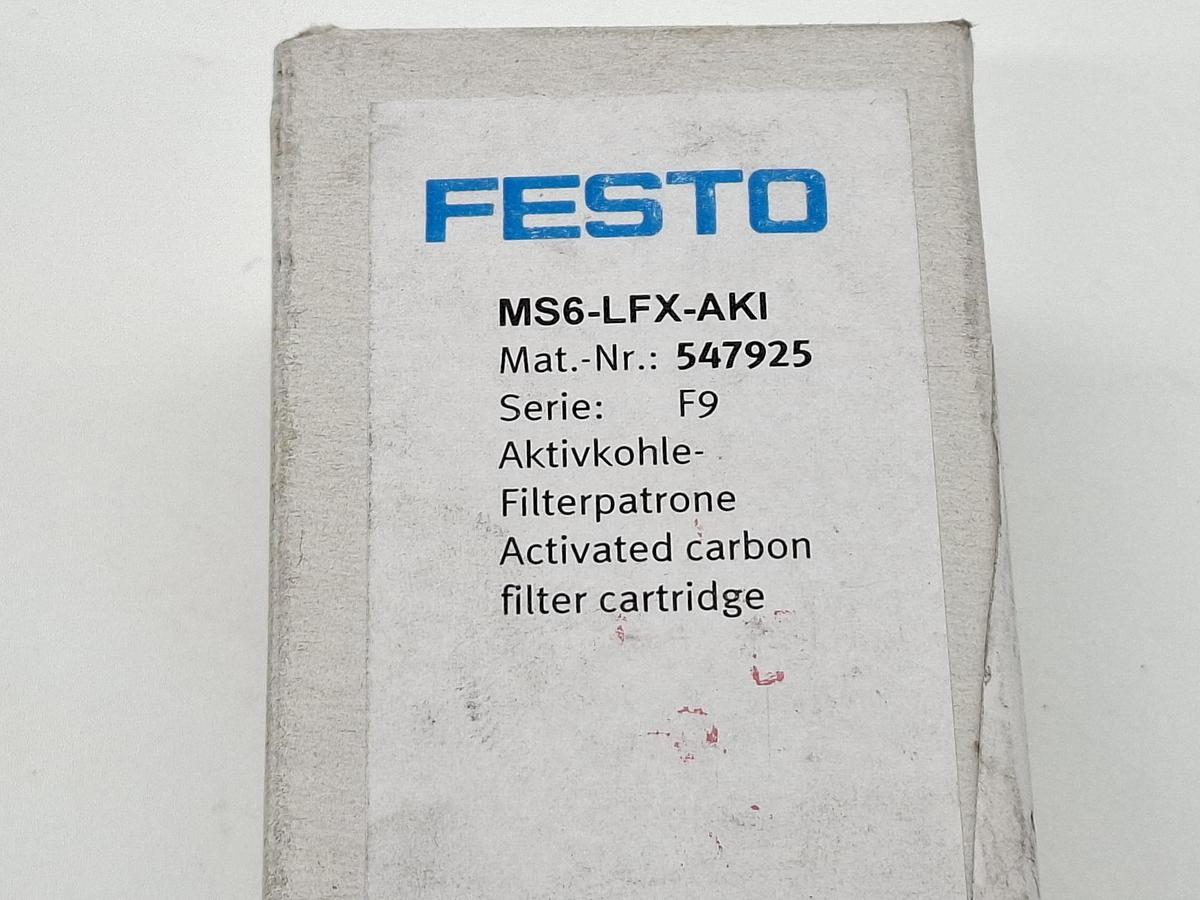 FESTO
MS6-LFX-AKI
Mat.-Nr.: 547925
Serie: F9
Aktivkohle-
Filterpatrone
Activated carbon
filter cartridge